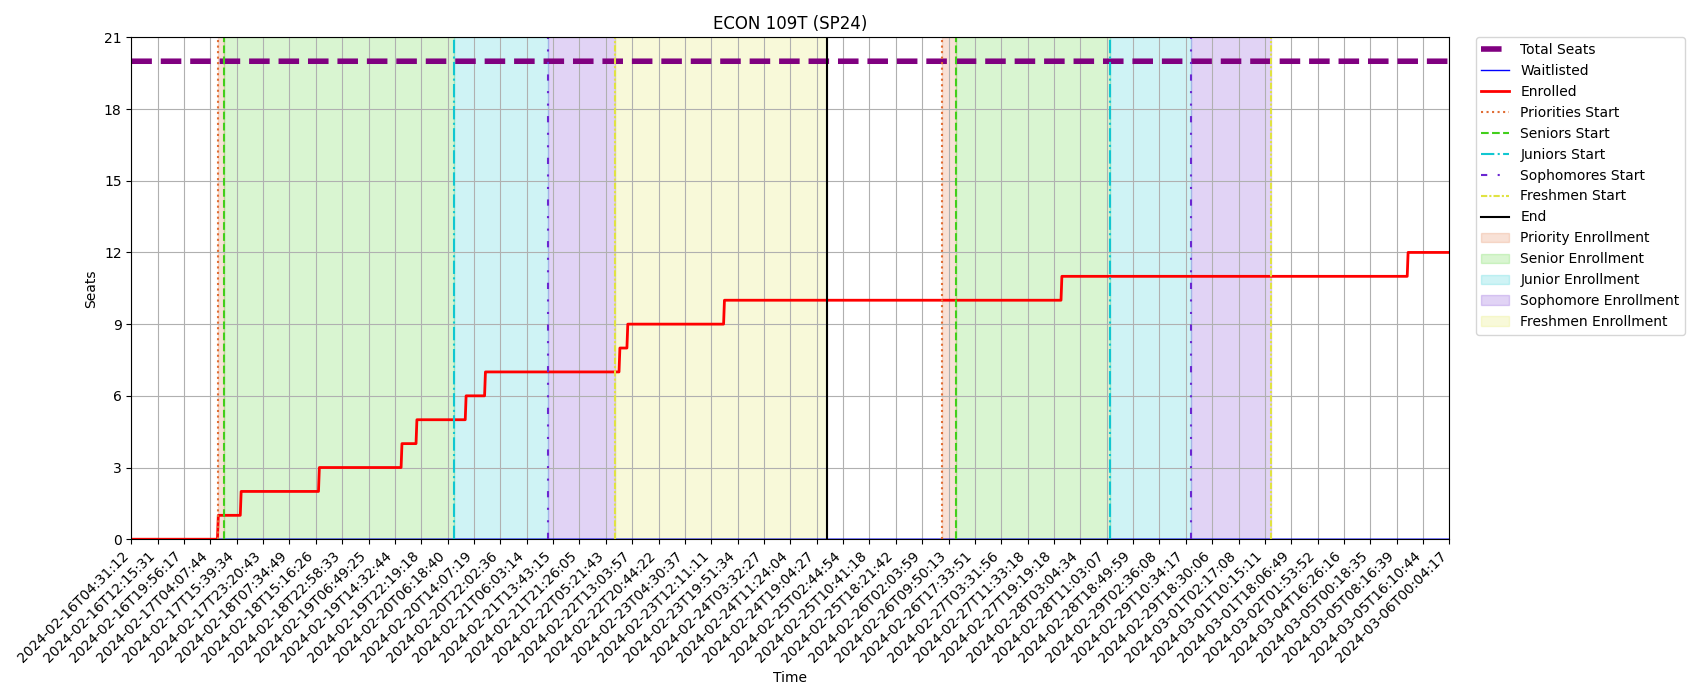 ECON 109T (SP24)
21
18
15
12
9
6
3
0
Seats
2024-02-16T04:31:12
2024-02-16T12:15:31
2024-02-16T19:56:17
2024-02-17T04:07:44
2024-02-17T15:39:34
2024-02-17T23:20:43
2024-02-18T07:34:49
2024-02-18T15:16:26
2024-02-18T22:58:33
2024-02-19T06:49:25
2024-02-19T14:32:44
2024-02-19T22:19:18
2024-02-20T06:18:40
2024-02-20T14:07:19
2024-02-20T22:02:36
2024-02-21T06:03:14
2024-02-21T13:43:15
2024-02-21T21:26:05
2024-02-22T05:21:43
2024-02-22T13:03:57
2024-02-22T20:44:22
2024-02-23T04:30:37
2024-02-23T12:11:11
2024-02-23T19:51:34
2024-02-24T03:32:27
2024-02-24T11:24:04
2024-02-24T19:04:27
2024-02-25T02:44:54
2024-02-25T10:41:18
2024-02-25T18:21:42
2024-02-26T02:03:59
2024-02-26T09:50:13
2024-02-26T17:33:51
2024-02-27T03:31:56
2024-02-27T11:33:18
2024-02-27T19:19:18
2024-02-28T03:04:34
2024-02-28T11:03:07
2024-02-28T18:49:59
2024-02-29T02:36:08
2024-02-29T10:34:17
2024-02-29T18:30:06
2024-03-01T02:17:08
2024-03-01T10:15:11
2024-03-01T18:06:49
2024-03-02T01:53:52
2024-03-04T16:26:16
2024-03-05T00:18:35
2024-03-05T08:16:39
2024-03-05T16:10:44
2024-03-06T00:04:17
Time
Total Seats
Waitlisted
Enrolled
Priorities Start
Seniors Start
Juniors Start
Sophomores Start
Freshmen Start
End
Priority Enrollment
Senior Enrollment
Junior Enrollment
Sophomore Enrollment
Freshmen Enrollment